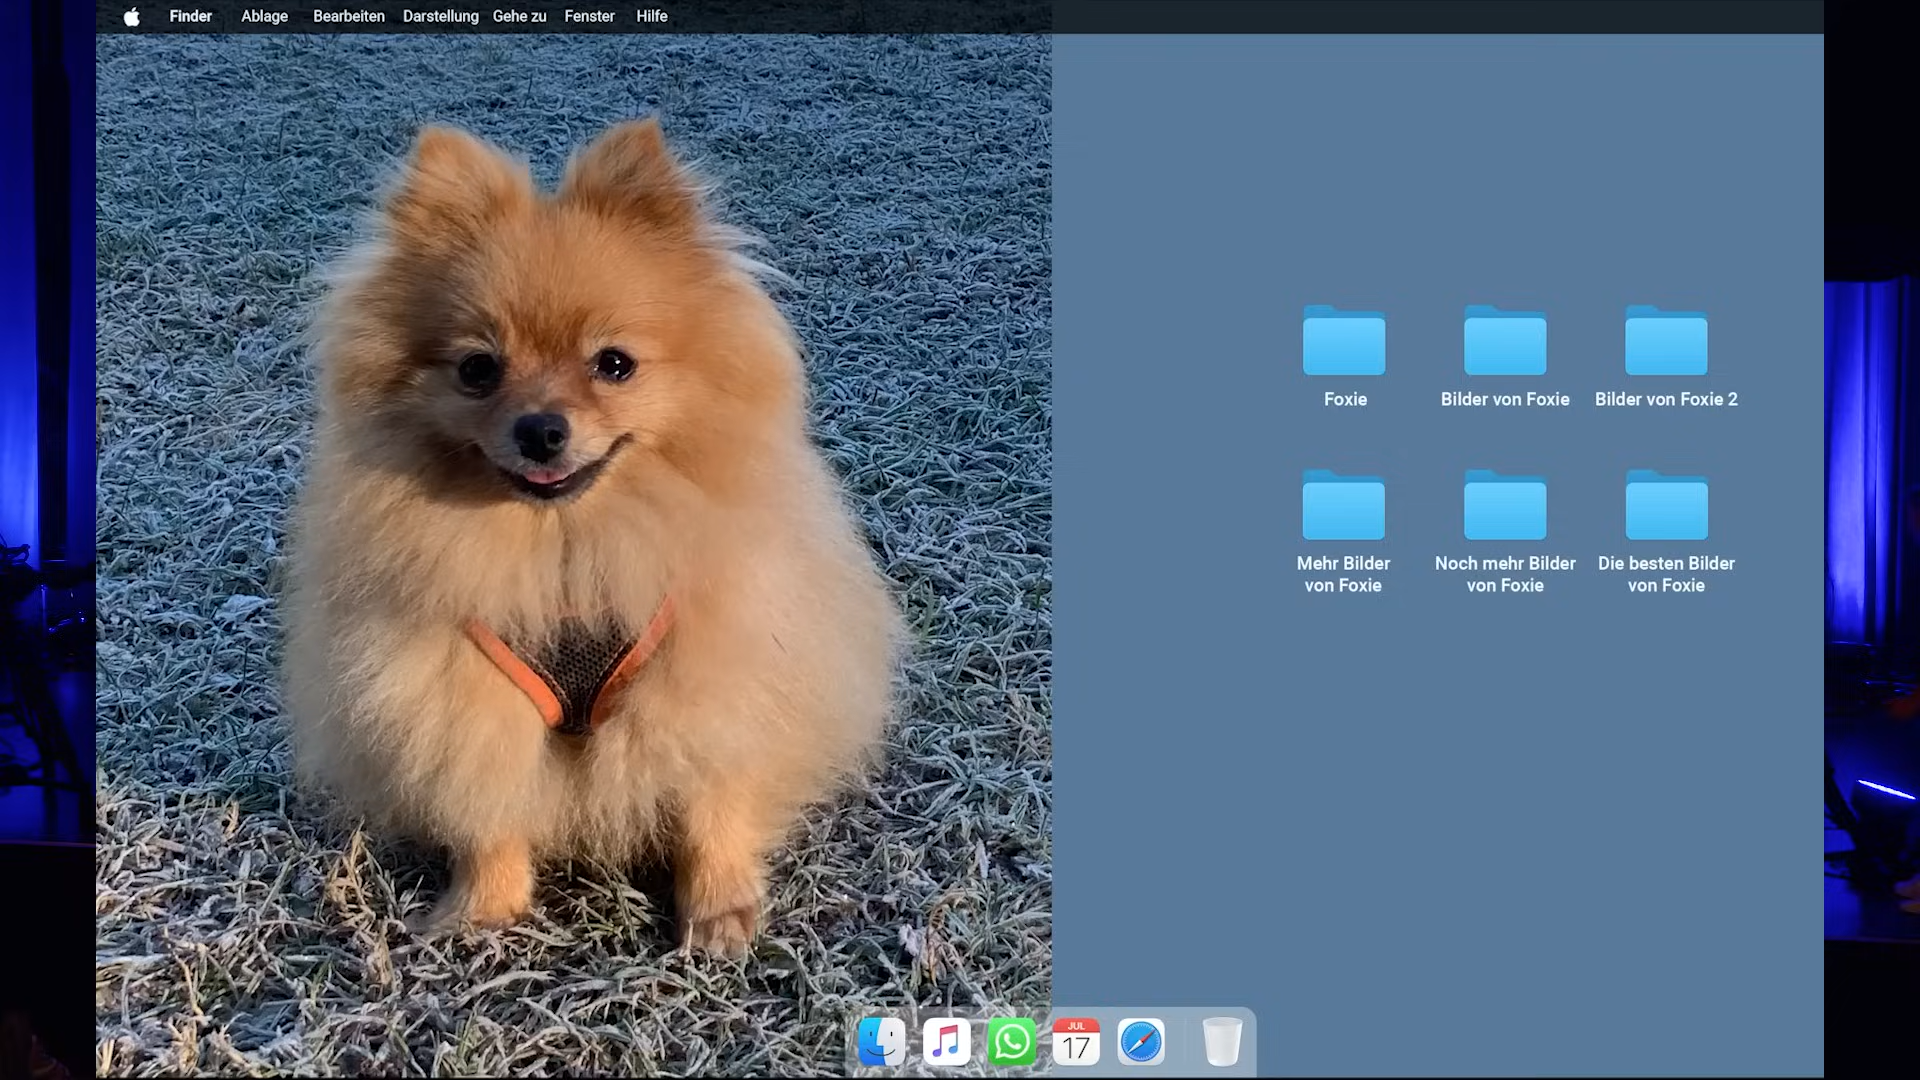 Finder Ablage Bearbeiten Darstellung Gehe zu Fenster Hilfe
Foxie
Bilder von Foxie
Bilder von Foxie 2
Mehr Bilder
von Foxie
Noch mehr Bilder
von Foxie
Die besten Bilder
von Foxie
JUL
17